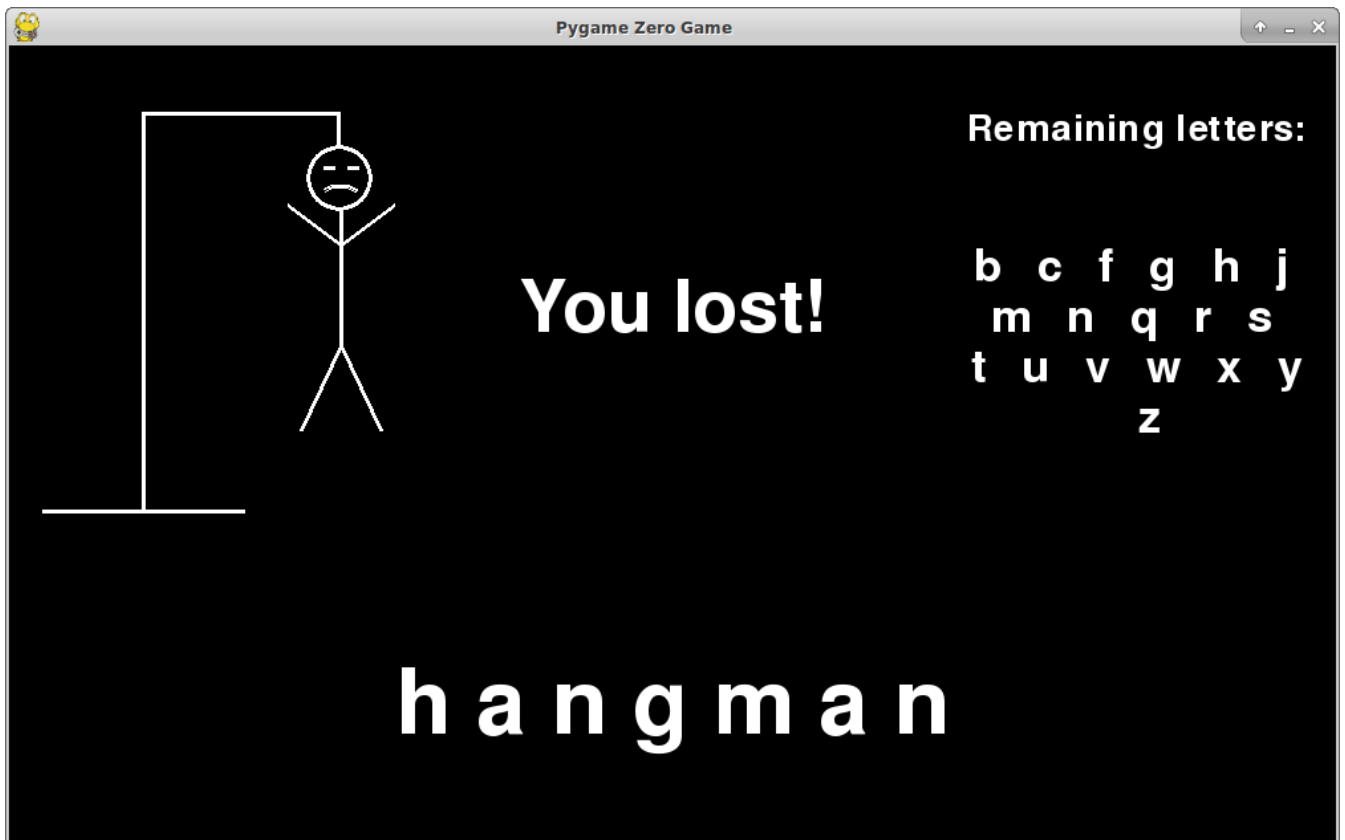 Pygame Zero Game
Remaining letters:
b c f g h j
m n q r s
t u v w x y
z
You lost!
h a n g m a n